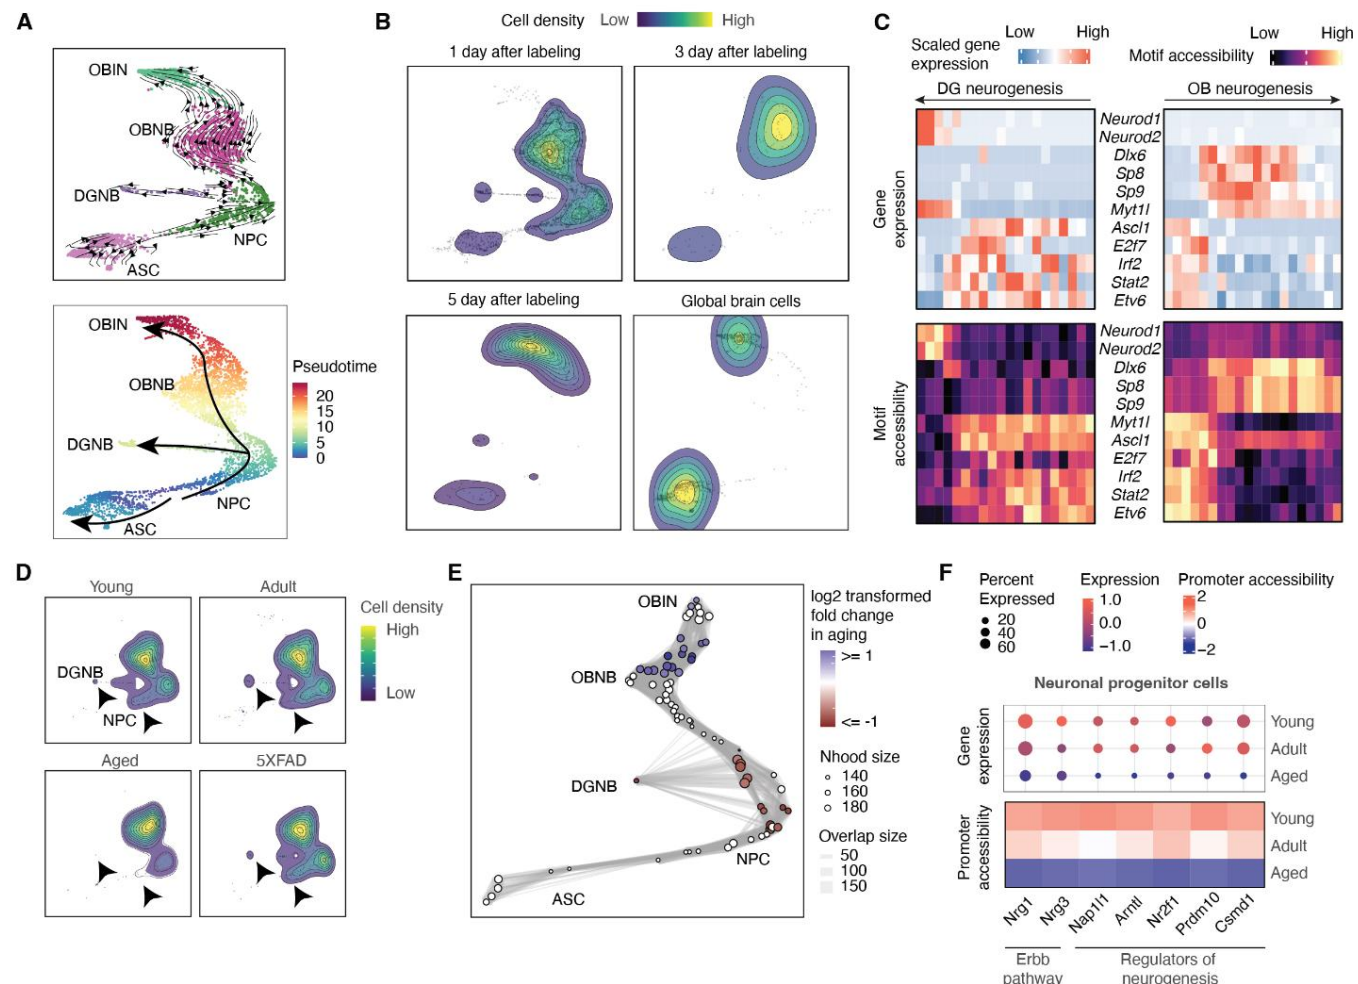 A
OBIN
OBNB
DGNB
NPC
ASC
OBIN
OBNB
DGNB
NPC
ASC
Pseudotime
20
15
10
5
0
B
Cell density Low High
1 day after labeling
3 day after labeling
5 day after labeling
Global brain cells
C
Scaled gene
expression
Low High
Motif accessibility
Low High
DG neurogenesis
OB neurogenesis
Gene
expression
Neurod1
Neurod2
Dlx6
Sp8
Sp9
Myt1l
Ascl1
E2f7
Irf2
Stat2
Etv6
Motif
accessibility
Neurod1
Neurod2
Dlx6
Sp8
Sp9
Myt1l
Ascl1
E2f7
Irf2
Stat2
Etv6
D
Young
Adult
DGNB
NPC
Aged
5XFAD
Cell density
High
Low
E
OBIN
OBNB
DGNB
NPC
ASC
log2 transformed
fold change
in aging
>= 1
<= -1
Nhood size
140
160
180
Overlap size
50
100
150
F
Percent
Expressed
20
40
60
Expression
1.0
−1.0
Promoter accessibility
2
0
−2
Neuronal progenitor cells
Gene
expression
Young
Adult
Aged
Promoter
accessibility
Young
Adult
Aged
Nrg1
Nrg3
Nap1l1
Arntl
Nr2f1
Prdm10
Csmd1
Erbb
pathway
Regulators of
neurogenesis